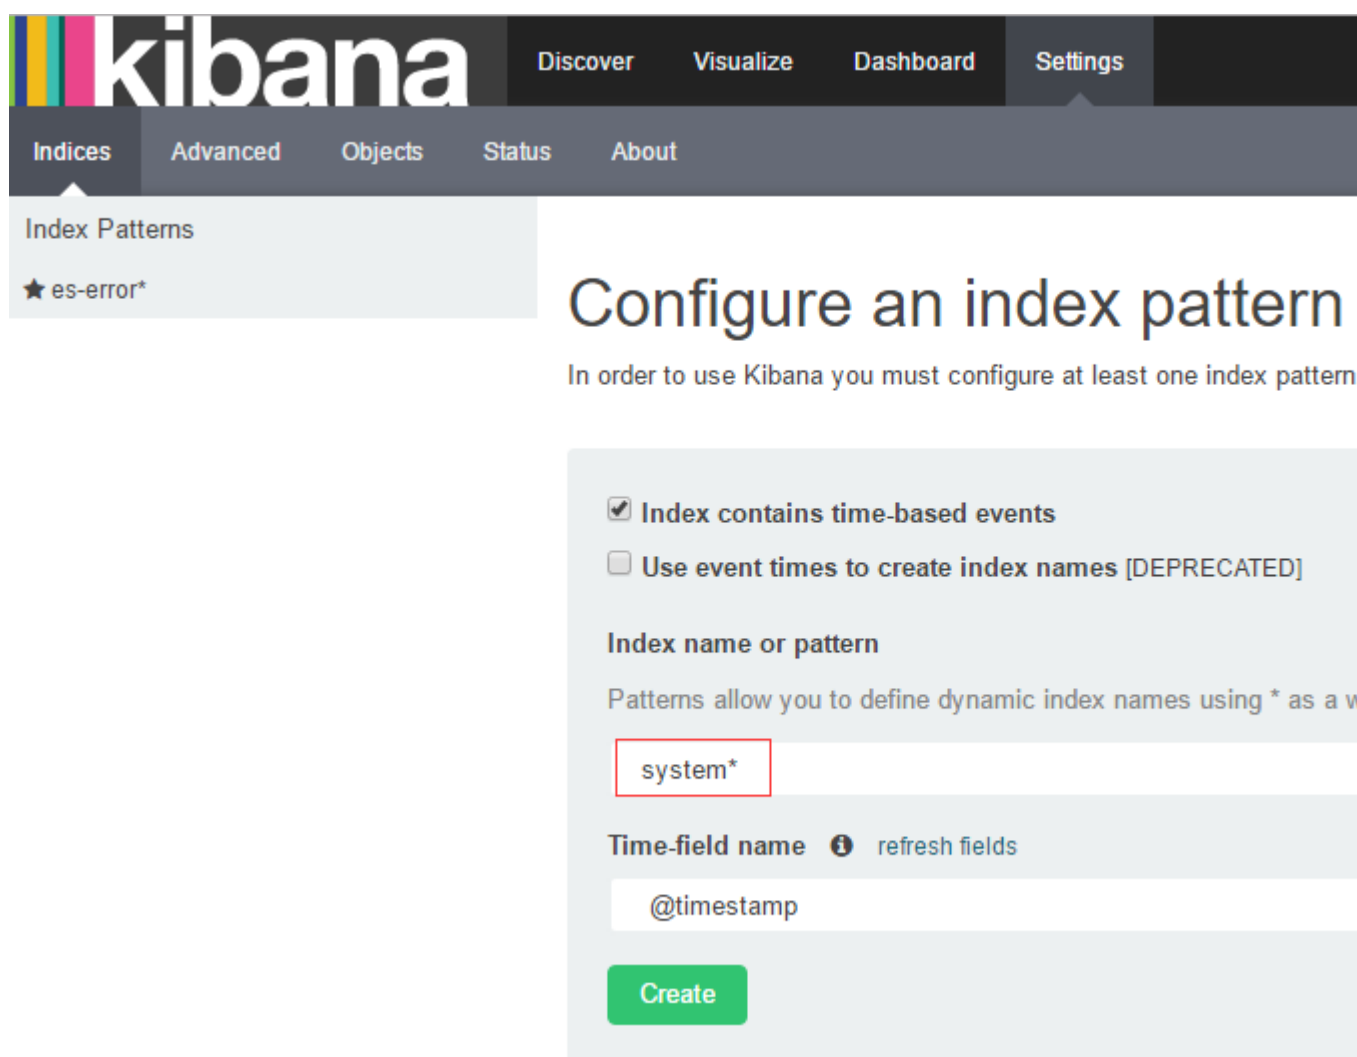 kibana
Discover Visualize Dashboard Settings
Indices Advanced Objects Status About
Index Patterns
es-error*
Configure an index pattern
In order to use Kibana you must configure at least one index pattern
Index contains time-based events
Use event times to create index names [DEPRECATED]
Index name or pattern
Patterns allow you to define dynamic index names using * as a
system*
Time-field name refresh fields
@timestamp
Create